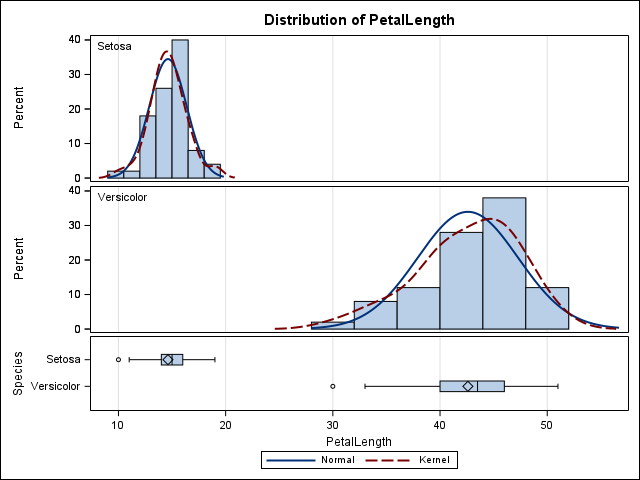 Distribution of PetalLength
Setosa
Percent
40
30
20
10
0
Versicolor
Percent
40
30
20
10
0
Species
Setosa
Versicolor
10 20 30 40 50
PetalLength
Normal Kernel